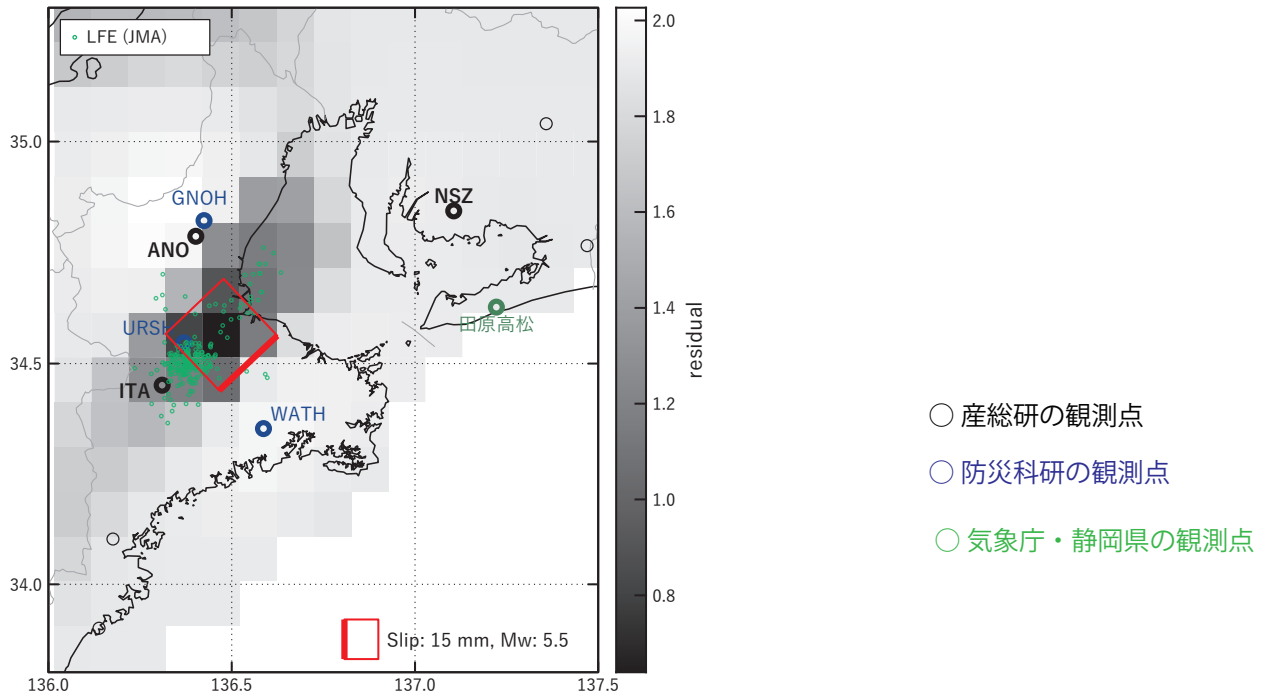 LFE (JMA)
35.0
34.5
34.0
136.0
136.5
137.0
137.5
GNOH
ANO
NSZ
URSH
田原高松
ITA
WATH
Slip: 15 mm, Mw: 5.5
2.0
1.8
1.6
1.4
1.2
1.0
0.8
residual
○ 産総研の観測点
○ 防災科研の観測点
○ 気象庁・静岡県の観測点